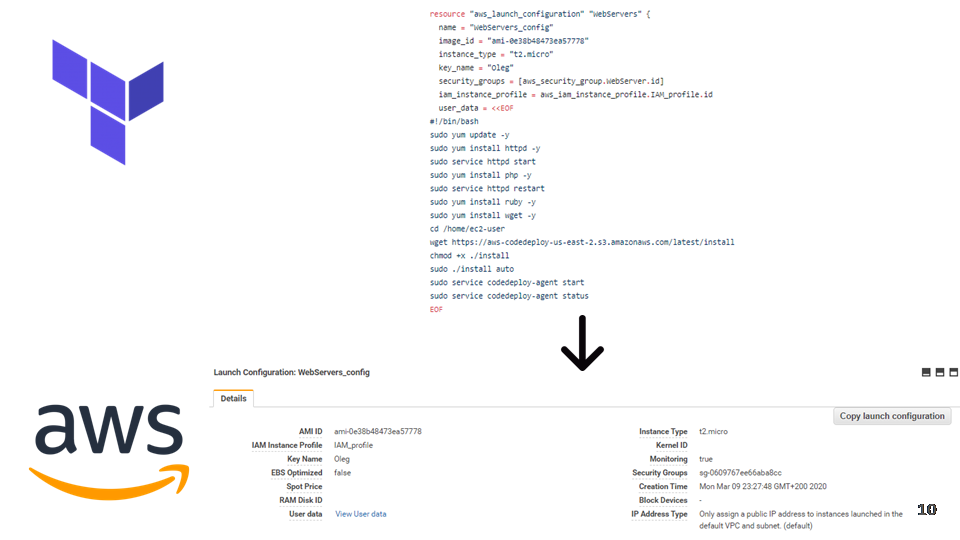 resource "aws_launch_configuration" "WebServers" {
name = "WebServers_config"
image_id = "ami-0e38b48473ea57778"
instance_type = "t2.micro"
key_name = "Oleg"
security_groups = [aws_security_group.WebServer.id]
iam_instance_profile = aws_iam_instance_profile.IAM_profile.id
user_data = <<EOF
#!/bin/bash
sudo yum update -y
sudo yum install httpd -y
sudo service httpd start
sudo yum install php -y
sudo service httpd restart
sudo yum install ruby -y
sudo yum install wget -y
cd /home/ec2-user
wget https://aws-codedeploy-us-east-2.s3.amazonaws.com/latest/install
chmod +x ./install
sudo ./install auto
sudo service codedeploy-agent start
sudo service codedeploy-agent status
EOF
aws
Launch Configuration: WebServers_config
Details
Copy launch configuration
AMI ID ami-0e38b48473ea57778
IAM Instance Profile IAM_profile
Key Name Oleg
EBS Optimized false
Spot Price
RAM Disk ID
User data View User data
Instance Type t2.micro
Kernel ID
Monitoring true
Security Groups sg-0609767ee66aba8cc
Creation Time Mon Mar 09 23:27:48 GMT+200 2020
Block Devices -
IP Address Type Only assign a public IP address to instances launched in the
default VPC and subnet. (default)
10